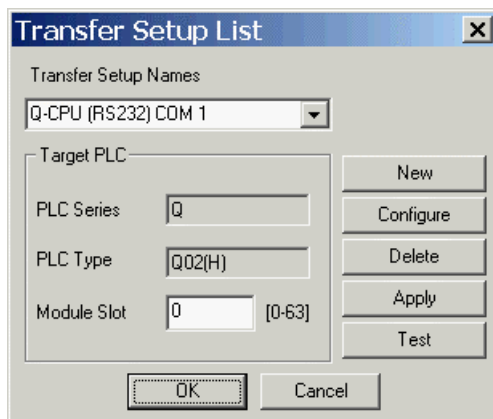 Transfer Setup List
Transfer Setup Names
Q-CPU (RS232) COM 1
Target PLC
PLC Series Q
PLC Type Q02(H)
Module Slot 0 [0-63]
New
Configure
Delete
Apply
Test
OK Cancel